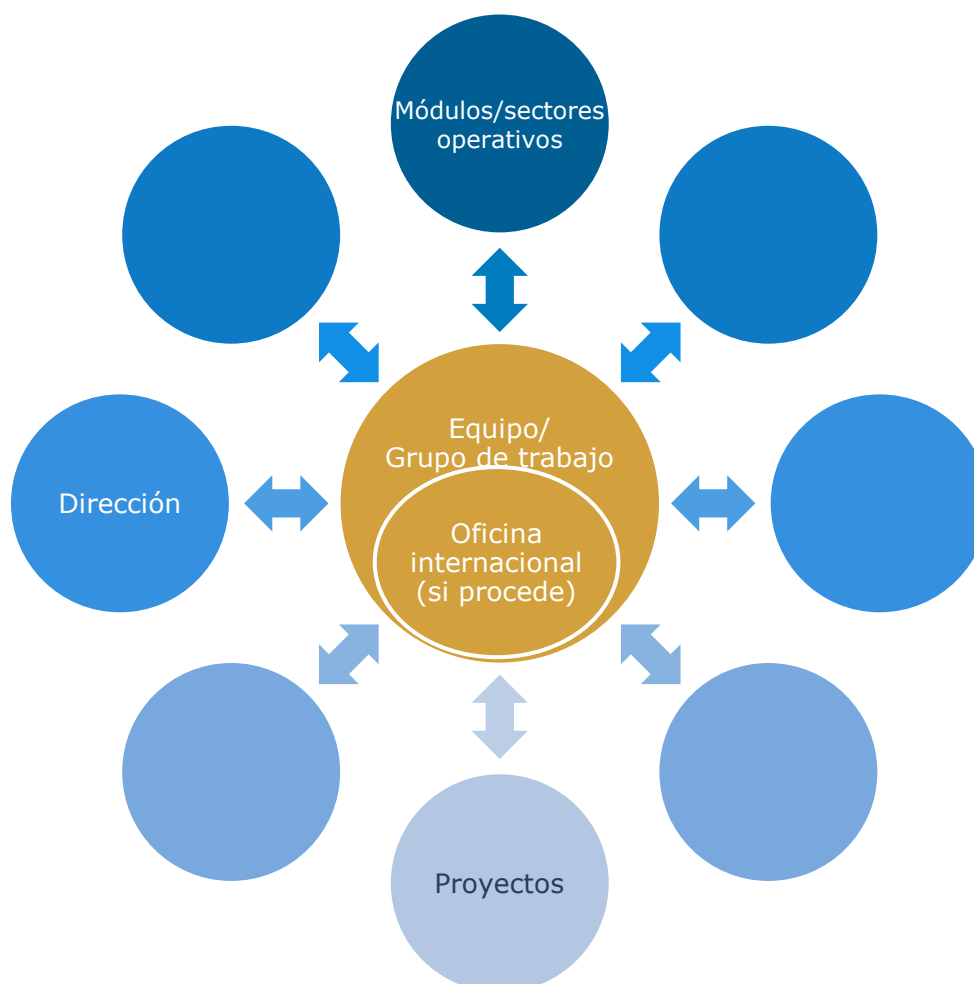 Módulos/sectores
operativos
Equipo/
Grupo de trabajo
Dirección
Oficina
internacional
(si procede)
Proyectos